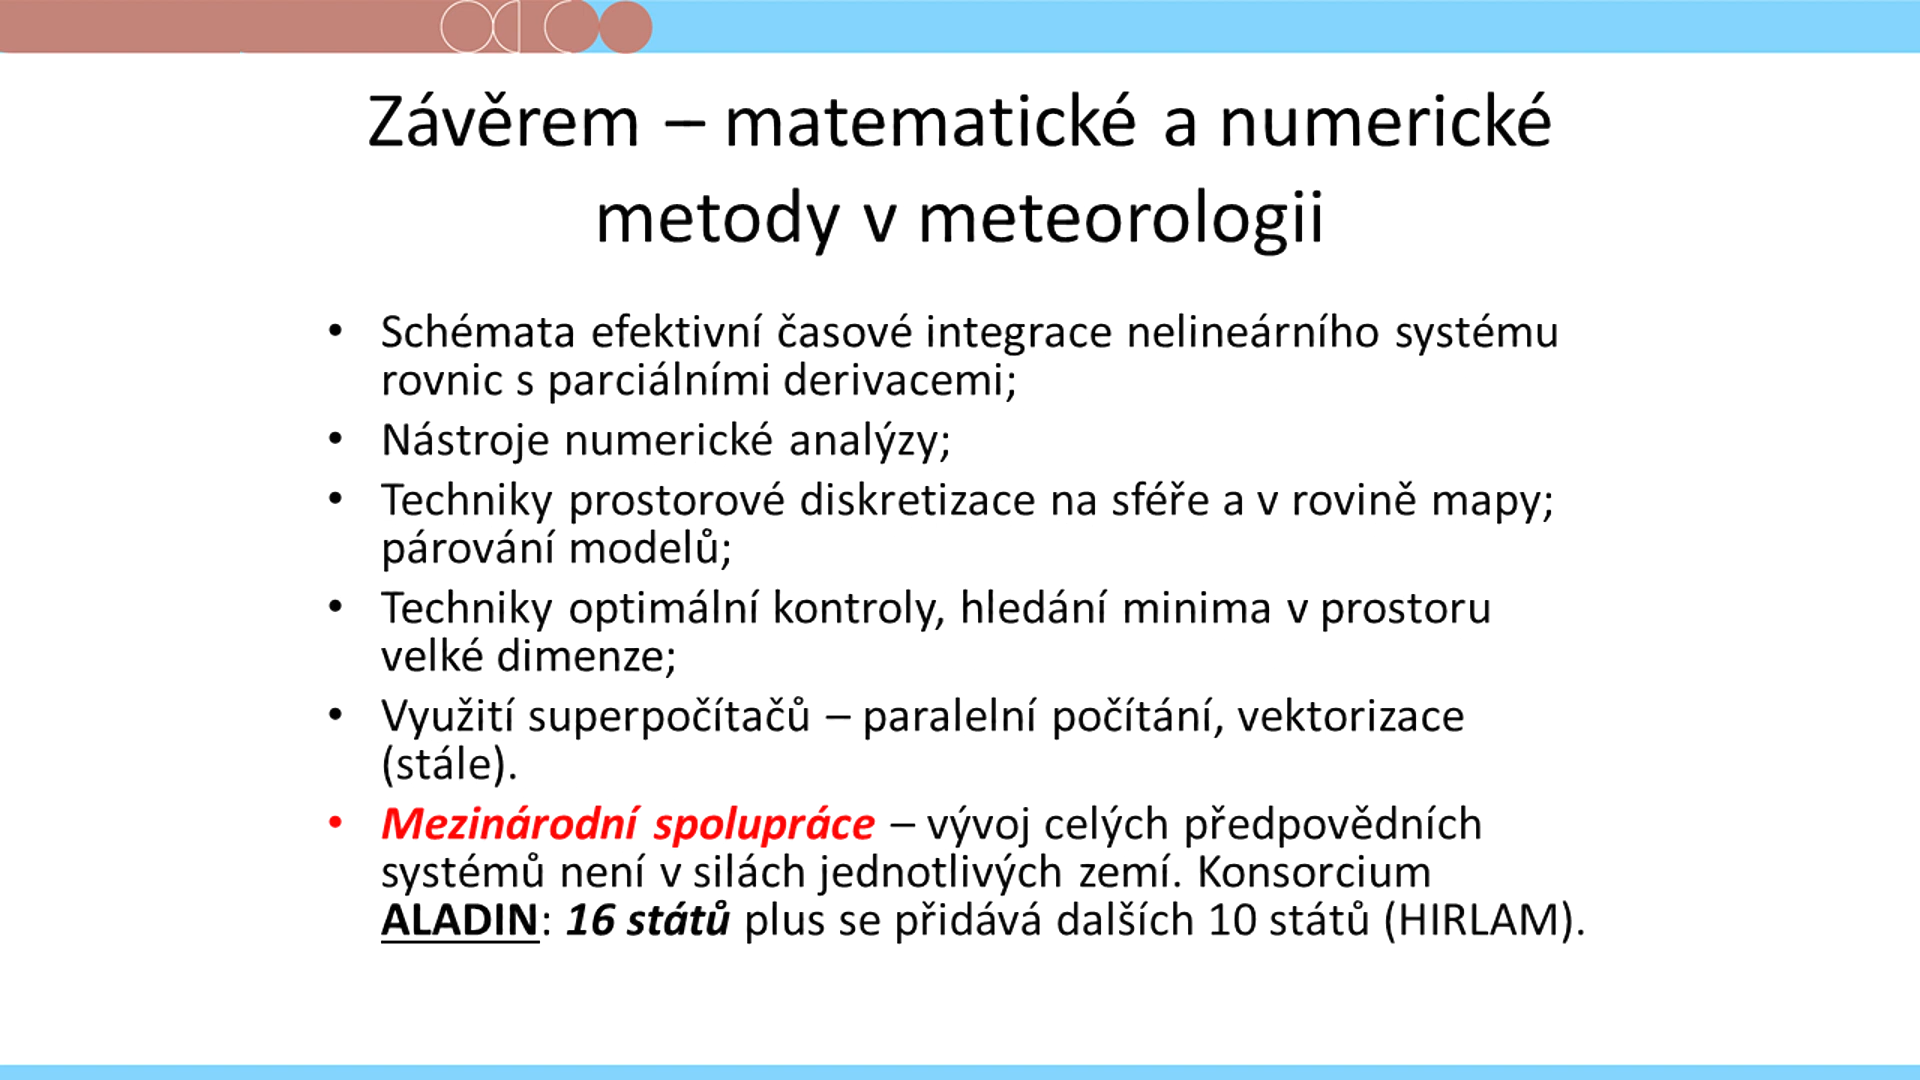 Závěrem – matematické a numerické
metody v meteorologii
• Schémata efektivní časové integrace nelineárního systému
rovnic s parciálními derivacemi;
• Nástroje numerické analýzy;
• Techniky prostorové diskretizace na sféře a v rovině mapy;
párování modelů;
• Techniky optimální kontroly, hledání minima v prostoru
velké dimenze;
• Využití superpočítačů – paralelní počítání, vektorizace
(stále).
• Mezinárodní spolupráce – vývoj celých předpovědních
systémů není v silách jednotlivých zemí. Konsorcium
ALADIN: 16 států plus se přidává dalších 10 států (HIRLAM).